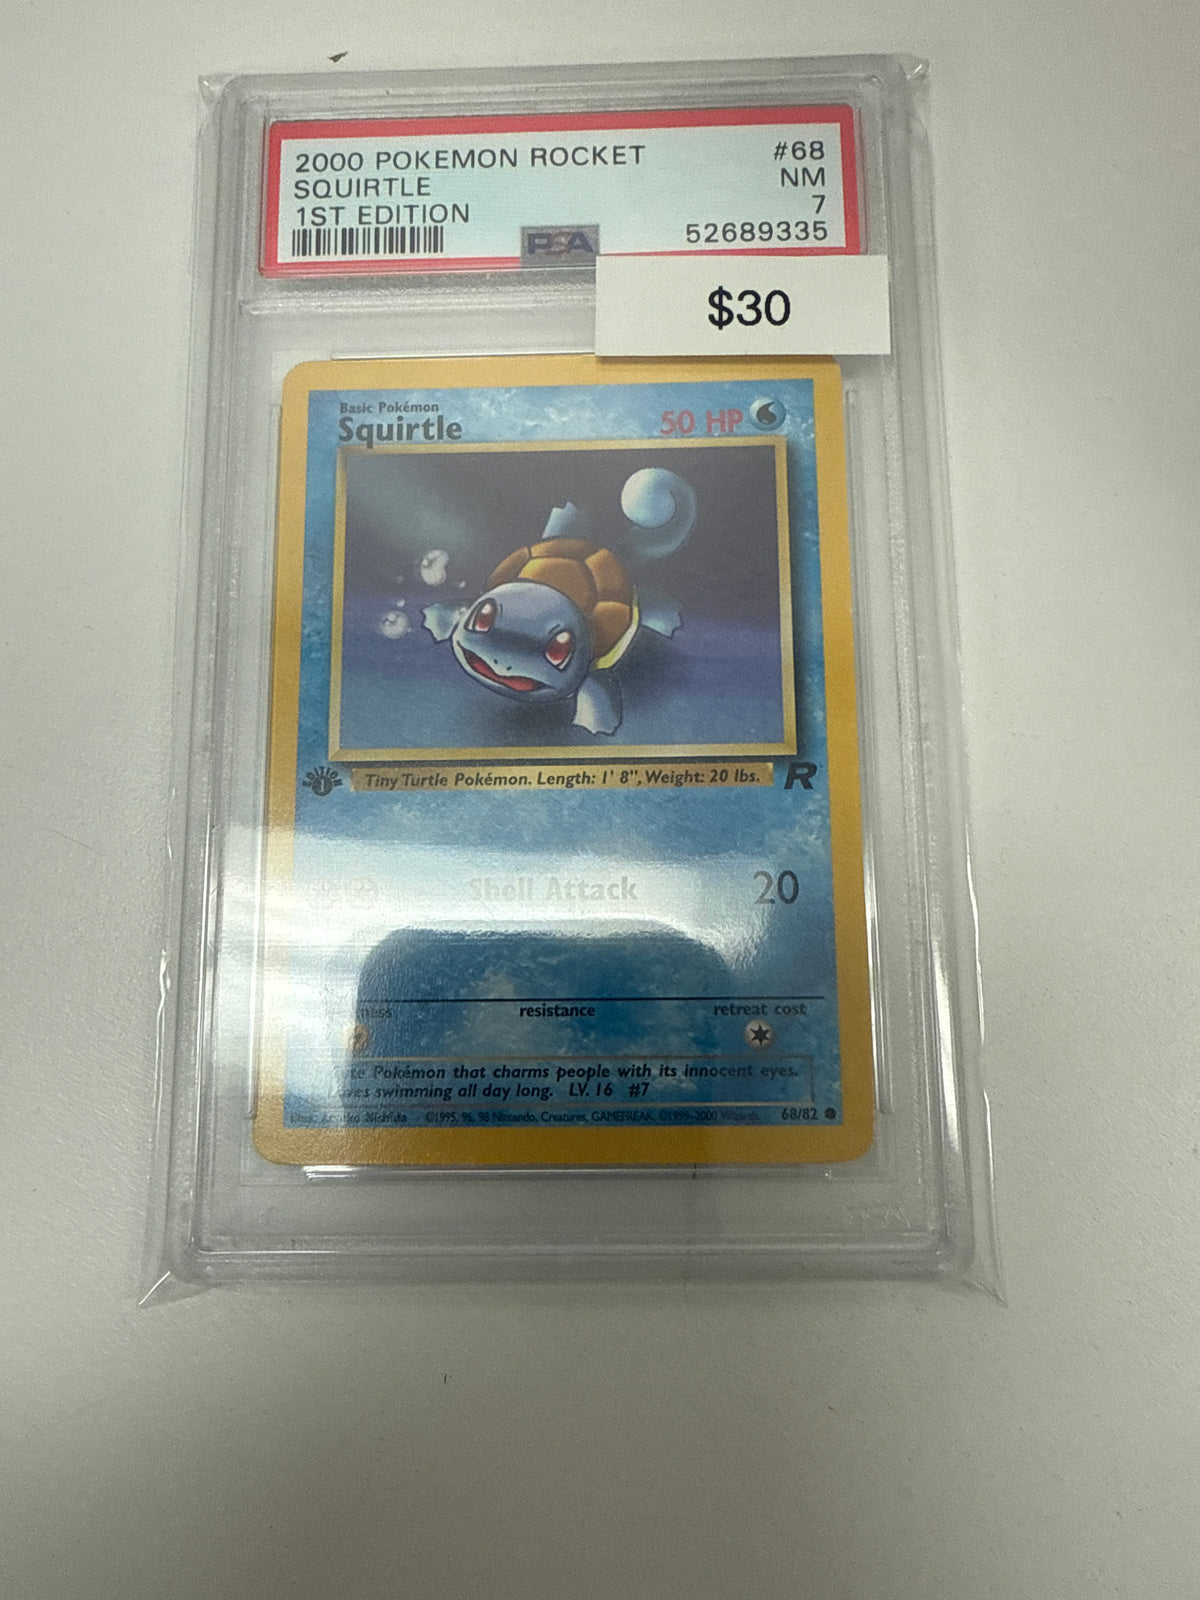 2000 POKEMON ROCKET #68
SQUIRTLE NM
1ST EDITION 7
52689335
PSA
$30
Basic Pokémon
Squirtle 50 HP
EDITION
1
Tiny Turtle Pokémon. Length: 1' 8", Weight: 20 lbs.
R
Shell Attack 20
resistance retreat cost
Pokémon that charms people with its innocent eyes.
swimming all day long. LV. 16 #7
©1995, 96, 98 Nintendo, Creatures, GAMEFREAK. ©1999-2000 Wizards. 68/82